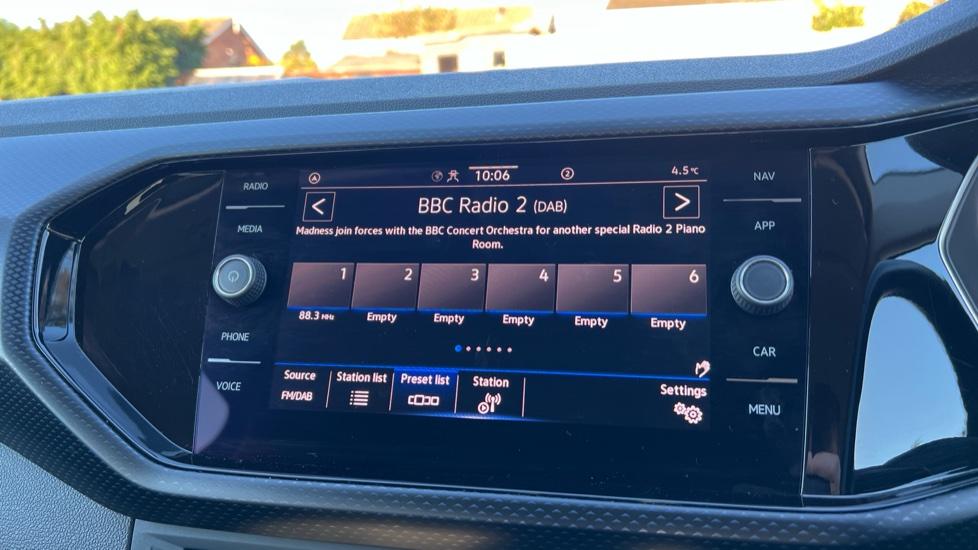 RADIO
10:06
2
4.5 °C
NAV
MEDIA
<
BBC Radio 2 (DAB)
>
APP
Madness join forces with the BBC Concert Orchestra for another special Radio 2 Piano
Room.
1 2 3 4 5 6
88.3 MHz Empty Empty Empty Empty Empty
PHONE
CAR
VOICE
Source
FM/DAB
Station list
Preset list
Station
Settings
MENU